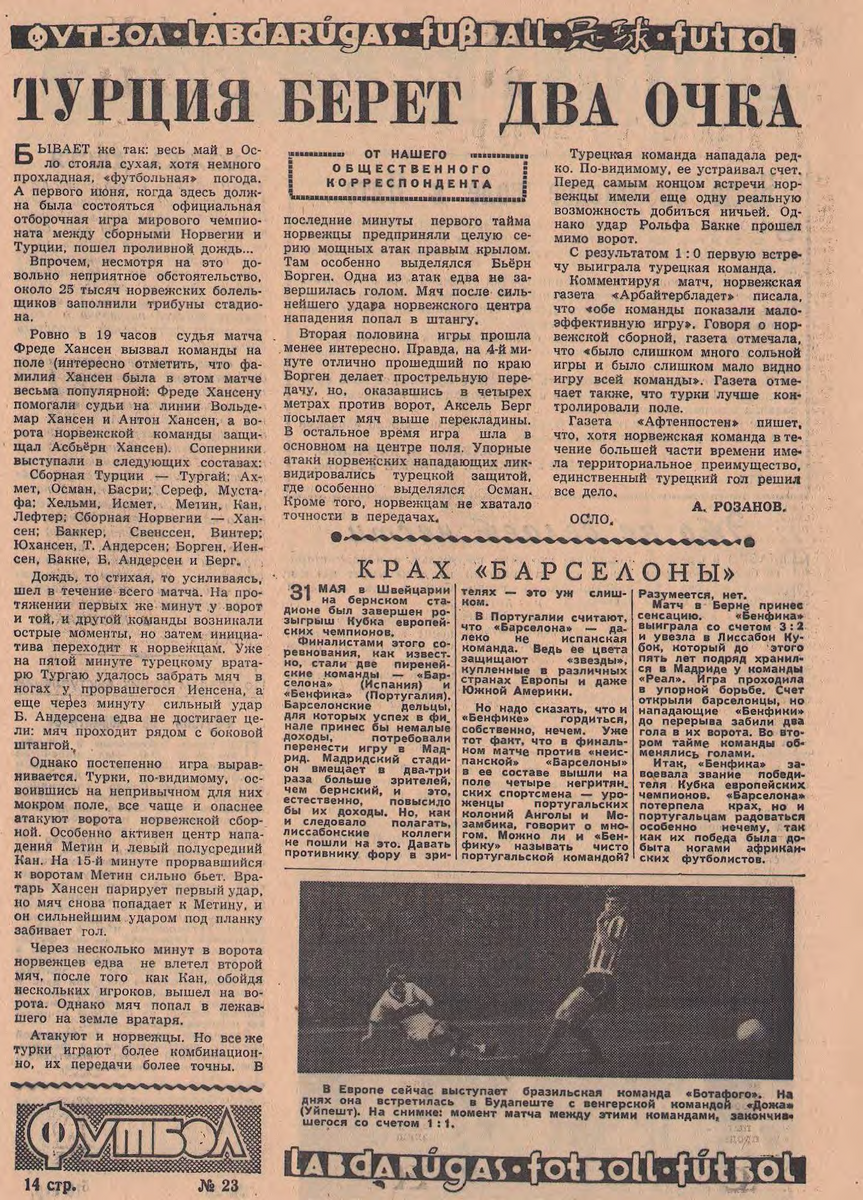 ФУТБОЛ • LABDARÚGAS • FUßBALL • 足球 • FUTBOL
ТУРЦИЯ БЕРЕТ ДВА ОЧКА
БЫВАЕТ же так: весь май в Ос-
ло стояла сухая, хотя немного
прохладная, «футбольная» погода.
А первого июня, когда здесь долж-
на была состояться официальная
отборочная игра мирового чемпио-
ната между сборными Норвегии и
Турции, пошел проливной дождь...
Впрочем, несмотря на это до-
вольно неприятное обстоятельство,
около 25 тысяч норвежских болель-
щиков заполнили трибуны стадио-
на.
Ровно в 19 часов судья матча
Фреде Хансен вызвал команды на
поле (интересно отметить, что фа-
милия Хансен была в этом матче
весьма популярной: Фреде Хансену
помогали судьи на линии Вольде-
мар Хансен и Антон Хансен, а во-
рота норвежской команды защи-
щал Асбьёрн Хансен). Соперники
выступали в следующих составах:
Сборная Турции — Тургай; Ах-
мет, Осман, Басри; Сереф, Муста-
фа; Хельми, Исмет, Метин, Кан,
Лефтер; Сборная Норвегии — Хан-
сен; Баккер, Свенссен, Винтер;
Юхансен, Т. Андерсен; Борген, Иен-
сен, Бакке, Б. Андерсен и Берг.
Дождь, то стихая, то усиливаясь,
шел в течение всего матча. На про-
тяжении первых же минут у ворот
и той, и другой команды возникали
острые моменты, но затем инициа-
тива переходит к норвежцам. Уже
на пятой минуте турецкому врата-
рю Тургаю удалось забрать мяч в
ногах у прорвавшегося Иенсена, а
еще через минуту сильный удар
Б. Андерсена едва не достигает це-
ли: мяч проходит рядом с боковой
штангой.
Однако постепенно игра вырав-
нивается. Турки, по-видимому, ос-
воившись на непривычном для них
мокром поле, все чаще и опаснее
атакуют ворота норвежской сбор-
ной. Особенно активен центр напа-
дения Метин и левый полусредний
Кан. На 15-й минуте прорвавшийся
к воротам Метин сильно бьет. Вра-
тарь Хансен парирует первый удар,
но мяч снова попадает к Метину, и
он сильнейшим ударом под планку
забивает гол.
Через несколько минут в ворота
норвежцев едва не влетел второй
мяч, после того как Кан, обойдя
нескольких игроков, вышел на во-
рота. Однако мяч попал в лежав-
шего на земле вратаря.
Атакуют и норвежцы. Но все же
турки играют более комбинацион-
но, их передачи более точны. В
ОТ НАШЕГО
ОБЩЕСТВЕННОГО
КОРРЕСПОНДЕНТА
последние минуты первого тайма
норвежцы предприняли целую се-
рию мощных атак правым крылом.
Там особенно выделялся Бьёрн
Борген. Одна из атак едва не за-
вершилась голом. Мяч после силь-
нейшего удара норвежского центра
нападения попал в штангу.
Вторая половина игры прошла
менее интересно. Правда, на 4-й ми-
нуте отлично прошедший по краю
Борген делает прострельную пере-
дачу, но, оказавшись в четырех
метрах против ворот, Аксель Берг
посылает мяч выше перекладины.
В остальное время игра шла в
основном на центре поля. Упорные
атаки норвежских нападающих лик-
видировались турецкой защитой,
где особенно выделялся Осман.
Кроме того, норвежцам не хватало
точности в передачах.
Турецкая команда нападала ред-
ко. По-видимому, ее устраивал счет.
Перед самым концом встречи нор-
вежцы имели еще одну реальную
возможность добиться ничьей. Од-
нако удар Рольфа Бакке прошел
мимо ворот.
С результатом 1:0 первую встре-
чу выиграла турецкая команда.
Комментируя матч, норвежская
газета «Арбайтербладет» писала,
что «обе команды показали мало-
эффективную игру». Говоря о нор-
вежской сборной, газета отмечала,
что «было слишком много сольной
игры и было слишком мало видно
игру всей команды». Газета отме-
чает также, что турки лучше кон-
тролировали поле.
Газета «Афтенпостен» пишет,
что, хотя норвежская команда в те-
чение большей части времени име-
ла территориальное преимущество,
единственный турецкий гол решил
все дело.
А. РОЗАНОВ.
ОСЛО.
КРАХ «БАРСЕЛОНЫ»
31 МАЯ в Швейцарии
на бернском ста-
дионе был завершен ро-
зыгрыш Кубка европей-
ских чемпионов.
Финалистами этого со-
ревнования, как извест-
но, стали две пиреней-
ские команды — «Бар-
селона» (Испания) и
«Бенфика» (Португалия).
Барселонские дельцы,
для которых успех в фи-
нале принес бы немалые
доходы, потребовали
перенести игру в Мад-
рид. Мадридский стади-
он вмещает в два-три
раза больше зрителей,
чем бернский, и это,
естественно, повысило
бы их доходы. Но, как
и следовало полагать,
лиссабонские коллеги
не пошли на это. Давать
противнику фору в зри-
телях — это уж слиш-
ком.
В Португалии считают,
что «Барселона» — да-
леко не испанская
команда. Ведь ее цвета
защищают «звезды»,
купленные в различных
странах Европы и даже
Южной Америки.
Но надо сказать, что и
«Бенфике» гордиться,
собственно, нечем. Уже
тот факт, что в финаль-
ном матче против «неис-
панской» «Барселоны»
в ее составе вышли на
поле четыре негритян-
ских спортсмена — уро-
женцы португальских
колоний Анголы и Мо-
замбика, говорит о мно-
гом. Можно ли и «Бен-
фику» называть чисто
португальской командой?
Разумеется, нет.
Матч в Берне принес
сенсацию. «Бенфика»
выиграла со счетом 3:2
и увезла в Лиссабон Ку-
бок, который до этого
пять лет подряд хранил-
ся в Мадриде у команды
«Реал». Игра проходила
в упорной борьбе. Счет
открыли барселонцы, но
нападающие «Бенфики»
до перерыва забили два
гола в их ворота. Во вто-
ром тайме команды об-
менялись голами.
Итак, «Бенфика» за-
воевала звание победи-
теля Кубка европейских
чемпионов. «Барселона»
потерпела крах, но и
португальцам радоваться
особенно нечему, так
как их победа была до-
быта ногами африкан-
ских футболистов.
В Европе сейчас выступает бразильская команда «Ботафого». На
днях она встретилась в Будапеште с венгерской командой «Дожа»
(Уйпешт). На снимке: момент матча между этими командами, закончив-
шегося со счетом 1:1.
ФУТБОЛ
14 стр. № 23
LABDARÚGAS • fotboll • FÚTBOL